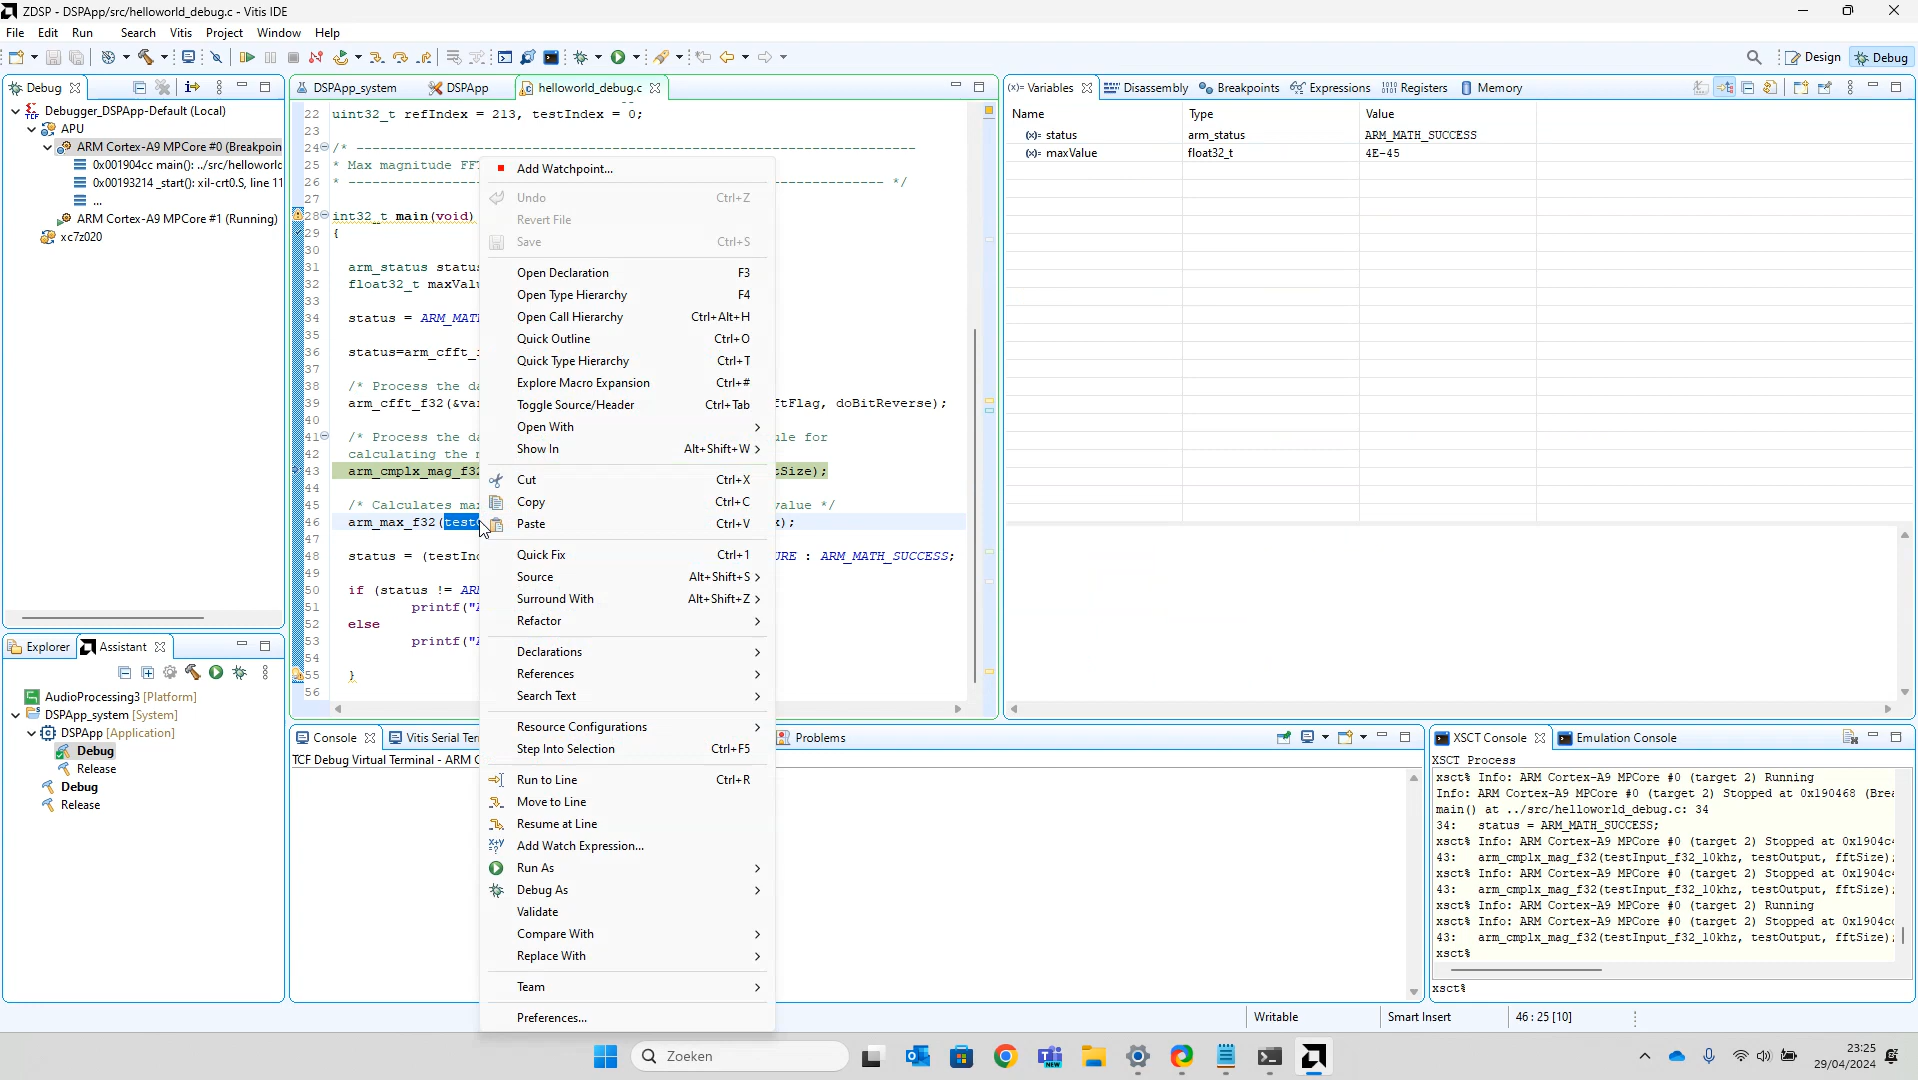 ZDSP - DSPApp/src/helloworld_debug.c - Vitis IDE
File Edit Run Search Vitis Project Window Help
Design Debug
Debug
Debugger_DSPApp-Default (Local)
APU
ARM Cortex-A9 MPCore #0 (Breakpoin
0x001904cc main(): ../src/helloworld
0x00193214 _start(): xil-crt0.S, line 11
...
ARM Cortex-A9 MPCore #1 (Running)
xc7z020
DSPApp_system DSPApp helloworld_debug.c
22 uint32_t refIndex = 213, testIndex = 0;
23
24 /* ----------------------------------------------------------------------
25 * Max magnitude FFT
26 * ---------------------------------------------------------------------- */
27
28 int32_t main(void)
29 {
30
31 arm_status statu
32 float32_t maxValu
33
34 status = ARM_MAT
35
36 status=arm_cfft_
37
38 /* Process the da
39 arm_cfft_f32(&va ftFlag, doBitReverse);
40
41 /* Process the da ule for
42 calculating the
43 arm_cmplx_mag_f32 tSize);
44
45 /* Calculates max value */
46 arm_max_f32(testO x);
47
48 status = (testInd URE : ARM_MATH_SUCCESS;
49
50 if (status != AR
51 printf("
52 else
53 printf("
54
55 }
56
Add Watchpoint...
Undo Ctrl+Z
Revert File
Save Ctrl+S
Open Declaration F3
Open Type Hierarchy F4
Open Call Hierarchy Ctrl+Alt+H
Quick Outline Ctrl+O
Quick Type Hierarchy Ctrl+T
Explore Macro Expansion Ctrl+#
Toggle Source/Header Ctrl+Tab
Open With
Show In Alt+Shift+W
Cut Ctrl+X
Copy Ctrl+C
Paste Ctrl+V
Quick Fix Ctrl+1
Source Alt+Shift+S
Surround With Alt+Shift+Z
Refactor
Declarations
References
Search Text
Resource Configurations
Step Into Selection Ctrl+F5
Run to Line Ctrl+R
Move to Line
Resume at Line
Add Watch Expression...
Run As
Debug As
Validate
Compare With
Replace With
Team
Preferences...
(x)= Variables Disassembly Breakpoints Expressions Registers Memory
Name Type Value
(x)= status arm_status ARM_MATH_SUCCESS
(x)= maxValue float32_t 4E-45
Explorer Assistant
AudioProcessing3 [Platform]
DSPApp_system [System]
DSPApp [Application]
Debug
Release
Debug
Release
Console Vitis Serial Ter Problems
TCF Debug Virtual Terminal - ARM C
XSCT Console Emulation Console
XSCT Process
xsct% Info: ARM Cortex-A9 MPCore #0 (target 2) Running
Info: ARM Cortex-A9 MPCore #0 (target 2) Stopped at 0x190468 (Brea
main() at ../src/helloworld_debug.c: 34
34: status = ARM_MATH_SUCCESS;
xsct% Info: ARM Cortex-A9 MPCore #0 (target 2) Stopped at 0x1904c
43: arm_cmplx_mag_f32(testInput_f32_10khz, testOutput, fftSize);
xsct% Info: ARM Cortex-A9 MPCore #0 (target 2) Stopped at 0x1904c
43: arm_cmplx_mag_f32(testInput_f32_10khz, testOutput, fftSize);
xsct% Info: ARM Cortex-A9 MPCore #0 (target 2) Running
xsct% Info: ARM Cortex-A9 MPCore #0 (target 2) Stopped at 0x1904c
43: arm_cmplx_mag_f32(testInput_f32_10khz, testOutput, fftSize);
xsct%
xsct%
Writable Smart Insert 46 : 25 [10]
Zoeken
23:25
29/04/2024